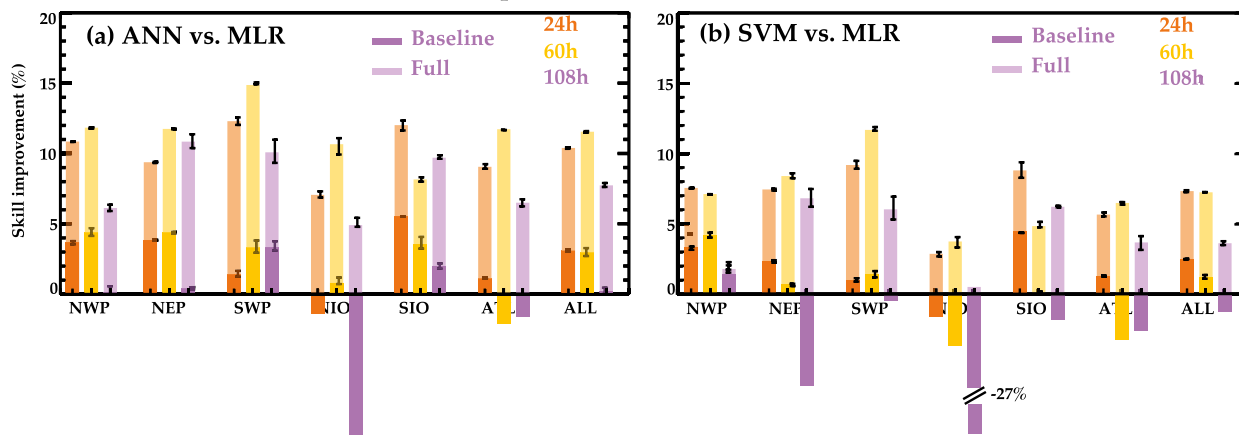 20
15
10
5
0
Skill improvement (%)
(a) ANN vs. MLR
Baseline
Full
24h
60h
108h
NWP NEP SWP NIO SIO ATL ALL
20
15
10
5
0
(b) SVM vs. MLR
Baseline
Full
24h
60h
108h
NWP NEP SWP NIO SIO ATL ALL
-27%